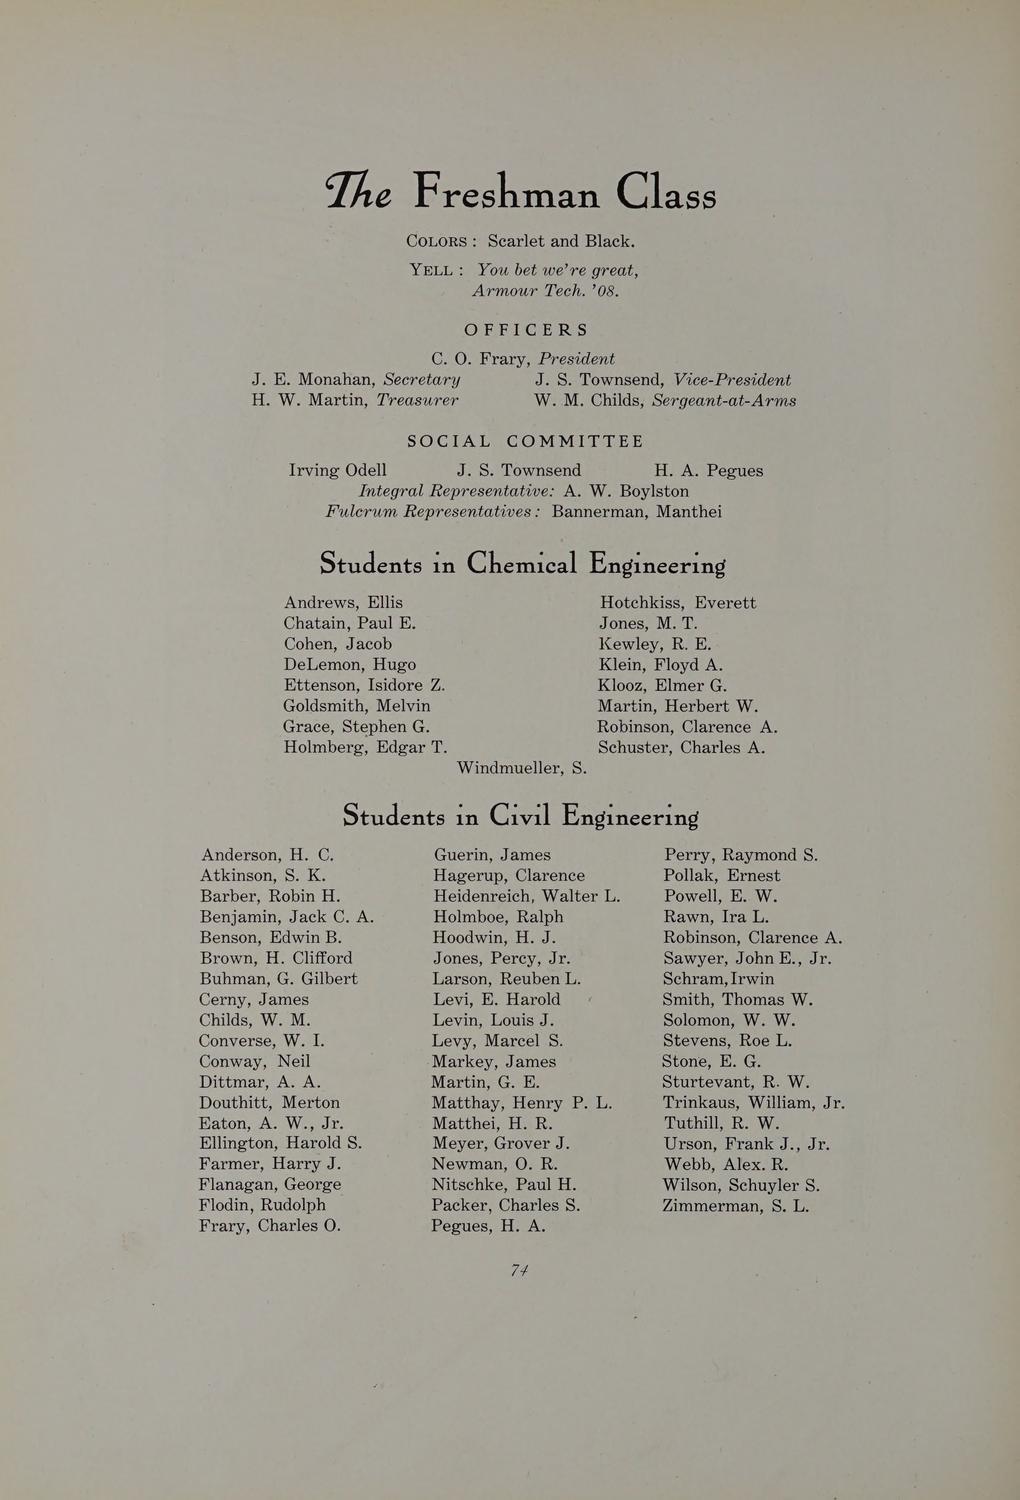 The Freshman Class
COLORS: Scarlet and Black.
YELL: You bet we're great,
Armour Tech. '08.
OFFICERS
C. O. Frary, President
J. E. Monahan, Secretary J. S. Townsend, Vice-President
H. W. Martin, Treasurer W. M. Childs, Sergeant-at-Arms
SOCIAL COMMITTEE
Irving Odell J. S. Townsend H. A. Pegues
Integral Representative: A. W. Boylston
Fulcrum Representatives: Bannerman, Manthei
Students in Chemical Engineering
Andrews, Ellis
Chatain, Paul E.
Cohen, Jacob
DeLemon, Hugo
Ettenson, Isidore Z.
Goldsmith, Melvin
Grace, Stephen G.
Holmberg, Edgar T.
Hotchkiss, Everett
Jones, M. T.
Kewley, R. E.
Klein, Floyd A.
Klooz, Elmer G.
Martin, Herbert W.
Robinson, Clarence A.
Schuster, Charles A.
Windmueller, S.
Students in Civil Engineering
Anderson, H. C.
Atkinson, S. K.
Barber, Robin H.
Benjamin, Jack C. A.
Benson, Edwin B.
Brown, H. Clifford
Buhman, G. Gilbert
Cerny, James
Childs, W. M.
Converse, W. I.
Conway, Neil
Dittmar, A. A.
Douthitt, Merton
Eaton, A. W., Jr.
Ellington, Harold S.
Farmer, Harry J.
Flanagan, George
Flodin, Rudolph
Frary, Charles O.
Guerin, James
Hagerup, Clarence
Heidenreich, Walter L.
Holmboe, Ralph
Hoodwin, H. J.
Jones, Percy, Jr.
Larson, Reuben L.
Levi, E. Harold
Levin, Louis J.
Levy, Marcel S.
Markey, James
Martin, G. E.
Matthay, Henry P. L.
Matthei, H. R.
Meyer, Grover J.
Newman, O. R.
Nitschke, Paul H.
Packer, Charles S.
Pegues, H. A.
Perry, Raymond S.
Pollak, Ernest
Powell, E. W.
Rawn, Ira L.
Robinson, Clarence A.
Sawyer, John E., Jr.
Schram, Irwin
Smith, Thomas W.
Solomon, W. W.
Stevens, Roe L.
Stone, E. G.
Sturtevant, R. W.
Trinkaus, William, Jr.
Tuthill, R. W.
Urson, Frank J., Jr.
Webb, Alex. R.
Wilson, Schuyler S.
Zimmerman, S. L.
74